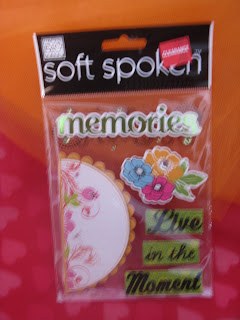 soft spoken
memories
Live
in the
Moment